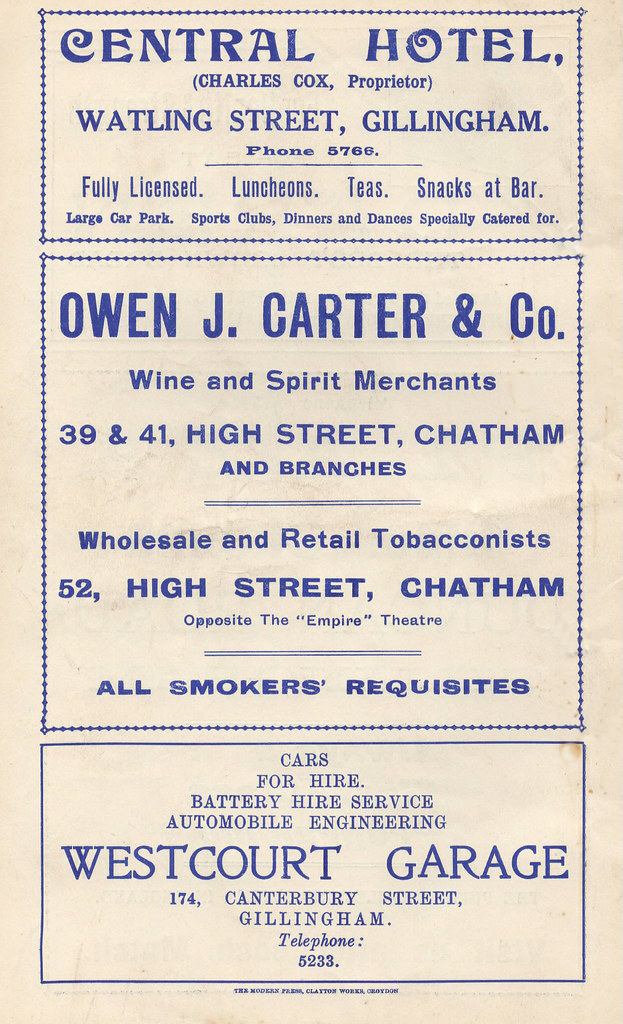 CENTRAL HOTEL,
(CHARLES COX, Proprietor)
WATLING STREET, GILLINGHAM.
Phone 5766.
Fully Licensed. Luncheons. Teas. Snacks at Bar.
Large Car Park. Sports Clubs, Dinners and Dances Specially Catered for.
OWEN J. CARTER & Co.
Wine and Spirit Merchants
39 & 41, HIGH STREET, CHATHAM
AND BRANCHES
Wholesale and Retail Tobacconists
52, HIGH STREET, CHATHAM
Opposite The "Empire" Theatre
ALL SMOKERS' REQUISITES
CARS
FOR HIRE.
BATTERY HIRE SERVICE
AUTOMOBILE ENGINEERING
WESTCOURT GARAGE
174, CANTERBURY STREET,
GILLINGHAM.
Telephone:
5233.
THE MODERN PRESS, CLAYTON WORKS, CROYDON